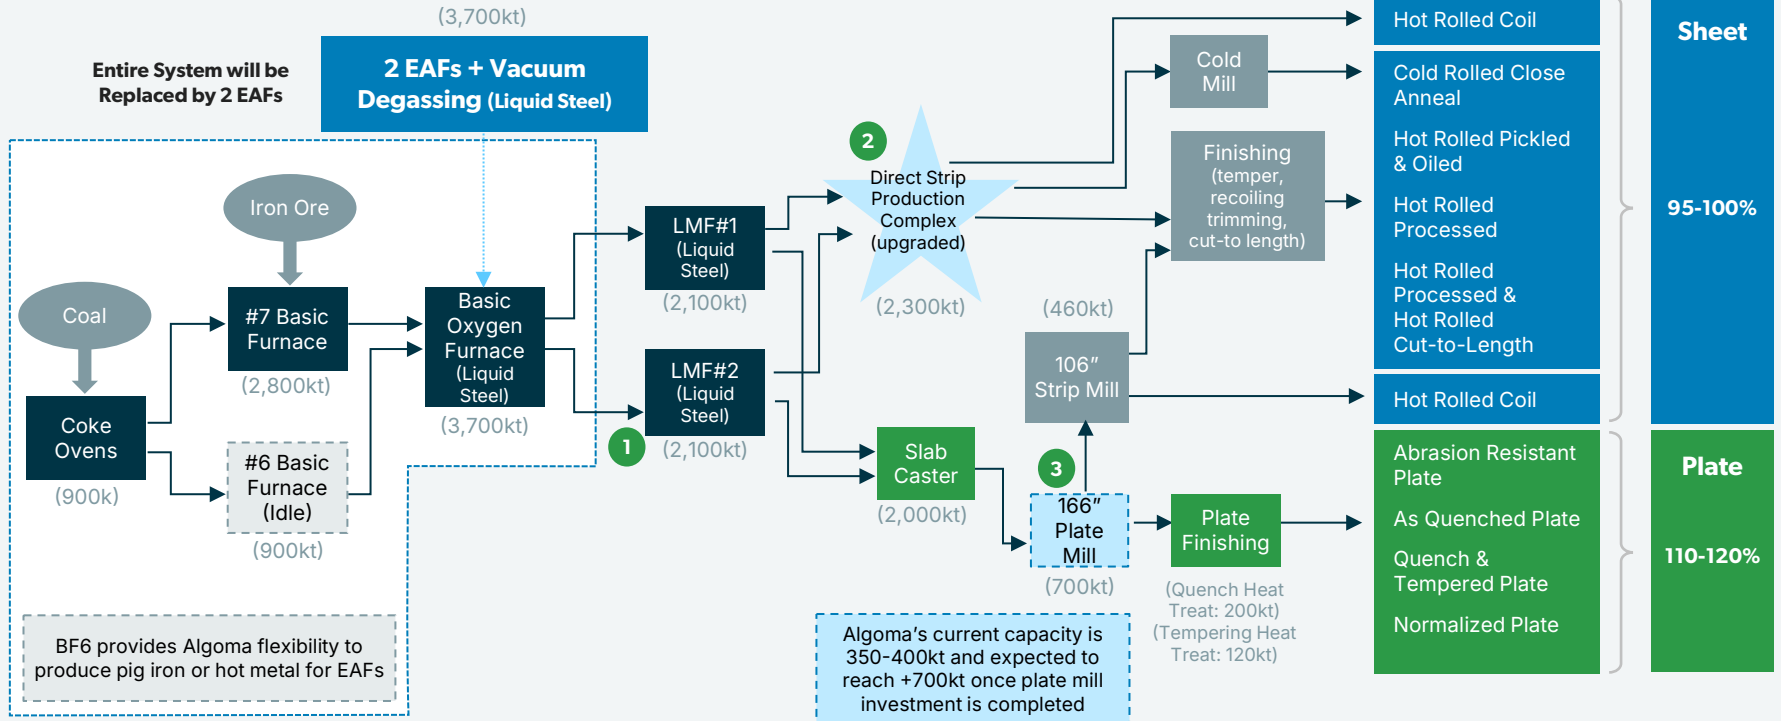 (3,700kt)
Entire System will be
Replaced by 2 EAFs
2 EAFs + Vacuum
Degassing (Liquid Steel)
Iron Ore
Coal
#7 Basic
Furnace
(2,800kt)
Coke
Ovens
(900k)
#6 Basic
Furnace
(Idle)
(900kt)
Basic
Oxygen
Furnace
(Liquid
Steel)
(3,700kt)
BF6 provides Algoma flexibility to
produce pig iron or hot metal for EAFs
1
LMF#1
(Liquid
Steel)
(2,100kt)
LMF#2
(Liquid
Steel)
(2,100kt)
2
Direct Strip
Production
Complex
(upgraded)
(2,300kt)
Slab
Caster
(2,000kt)
Cold
Mill
Finishing
(temper,
recoiling
trimming,
cut-to length)
(460kt)
106”
Strip Mill
3
166”
Plate
Mill
(700kt)
Plate
Finishing
(Quench Heat
Treat: 200kt)
(Tempering Heat
Treat: 120kt)
Algoma’s current capacity is
350-400kt and expected to
reach +700kt once plate mill
investment is completed
Hot Rolled Coil
Cold Rolled Close
Anneal
Hot Rolled Pickled
& Oiled
Hot Rolled
Processed
Hot Rolled
Processed &
Hot Rolled
Cut-to-Length
Hot Rolled Coil
Abrasion Resistant
Plate
As Quenched Plate
Quench &
Tempered Plate
Normalized Plate
Sheet
95-100%
Plate
110-120%